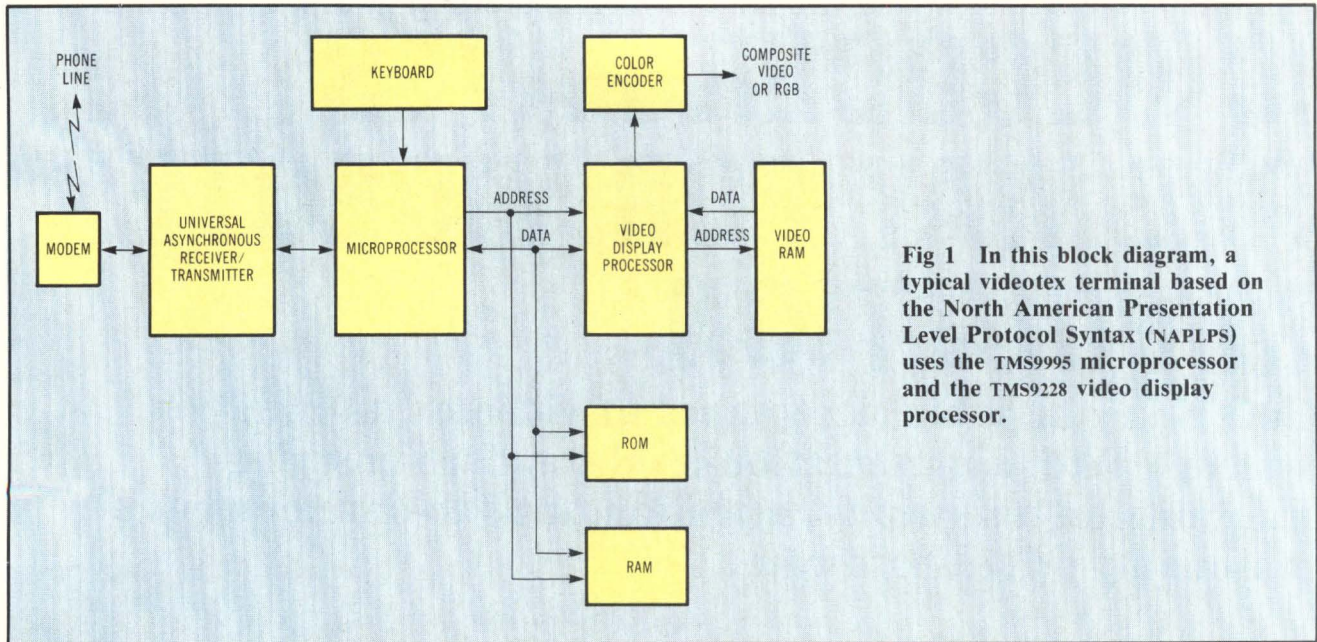 PHONE
LINE
KEYBOARD
COLOR
ENCODER
COMPOSITE
VIDEO
OR RGB
MODEM
UNIVERSAL
ASYNCHRONOUS
RECEIVER/
TRANSMITTER
MICROPROCESSOR
ADDRESS
DATA
VIDEO
DISPLAY
PROCESSOR
DATA
ADDRESS
VIDEO
RAM
ROM
RAM
Fig 1 In this block diagram, a
typical videotex terminal based on
the North American Presentation
Level Protocol Syntax (NAPLPS)
uses the TMS9995 microprocessor
and the TMS9228 video display
processor.